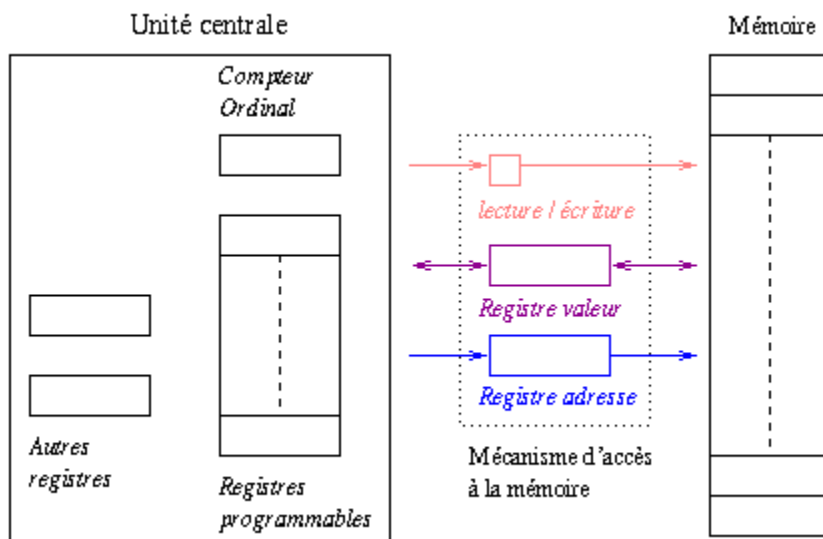 Unité centrale
Mémoire
Compteur
Ordinal
lecture / écriture
Registre valeur
Registre adresse
Autres
registres
Registres
programmables
Mécanisme d'accès
à la mémoire